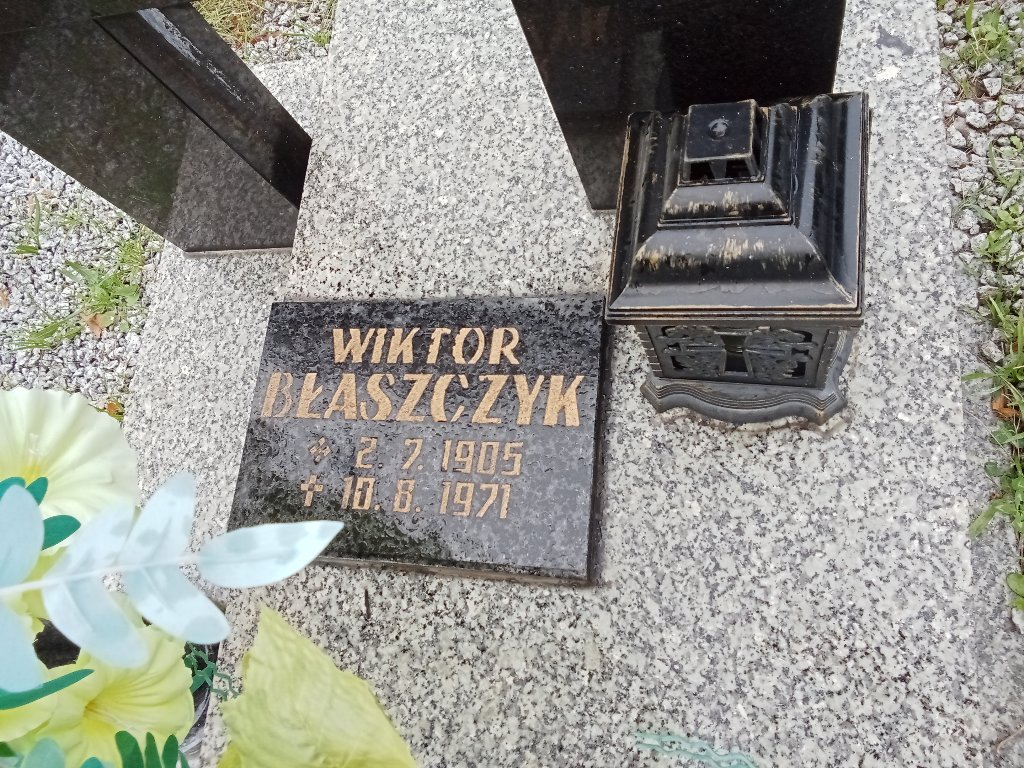 WIKTOR
BŁASZCZYK
* 2. 7. 1905
✝ 10. 8. 1971